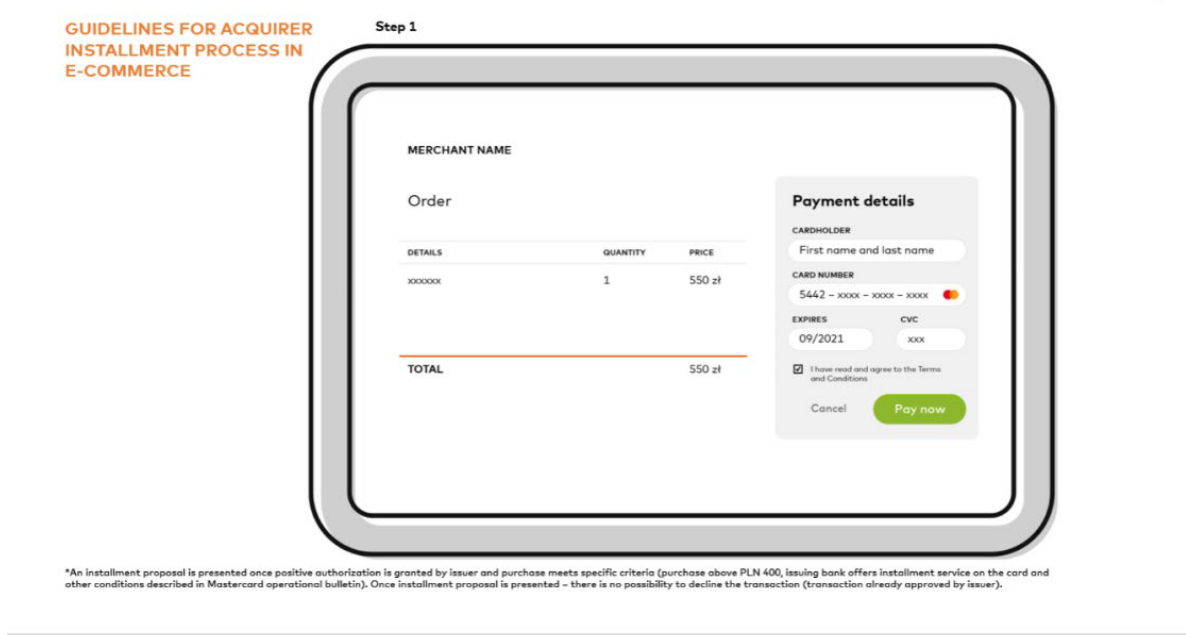 GUIDELINES FOR ACQUIRER
INSTALLMENT PROCESS IN
E-COMMERCE
Step 1
MERCHANT NAME
Order
DETAILS QUANTITY PRICE
xxxxxx 1 550 zł
TOTAL 550 zł
Payment details
CARDHOLDER
First name and last name
CARD NUMBER
5442 – xxxx – xxxx – xxxx
EXPIRES CVC
09/2021 xxx
I have read and agree to the Terms
and Conditions
Cancel Pay now
*An installment proposal is presented once positive authorization is granted by issuer and purchase meets specific criteria (purchase above PLN 400, issuing bank offers installment service on the card and
other conditions described in Mastercard operational bulletin). Once installment proposal is presented – there is no possibility to decline the transaction (transaction already approved by issuer).